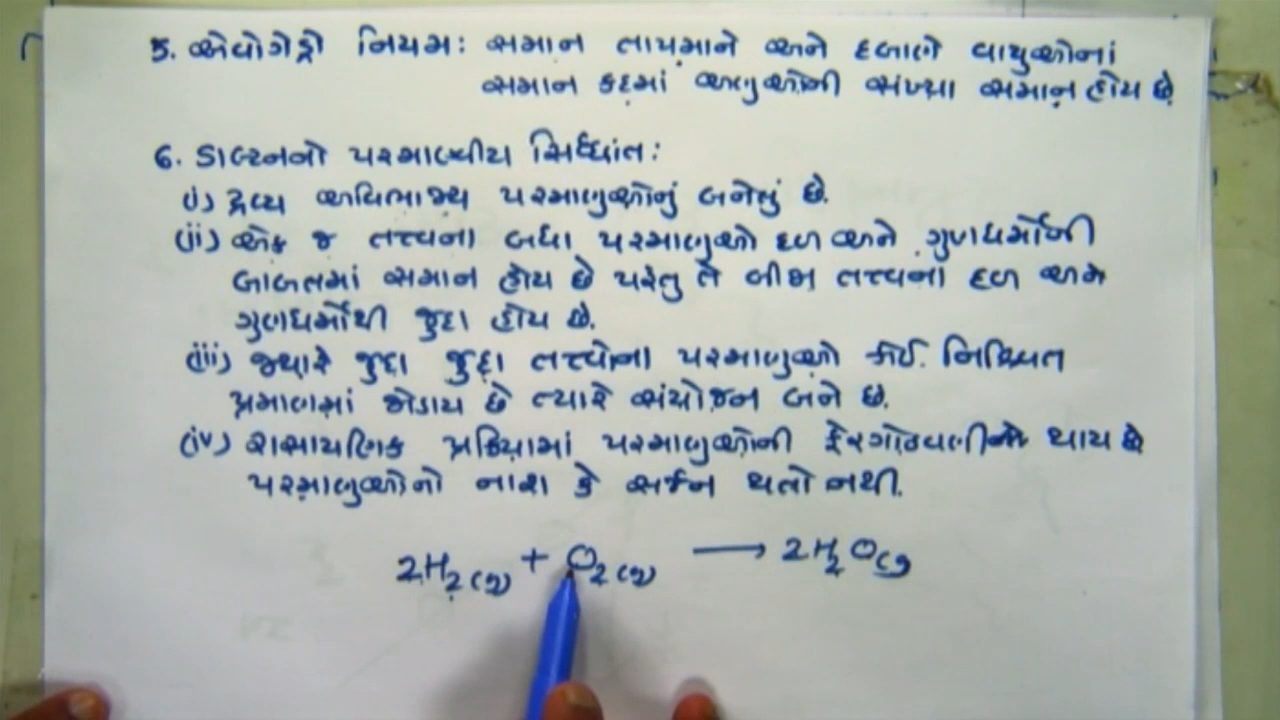 5. એવોગેડ્રો નિયમ: સમાન તાપમાને અને દબાણે વાયુઓનાં
સમાન કદમાં અણુઓની સંખ્યા સમાન હોય છે
6. ડાલ્ટનનો પરમાણ્વીય સિધ્ધાંત:
(i) દ્રવ્ય અવિભાજ્ય પરમાણુઓનું બનેલું છે.
(ii) એક જ તત્ત્વના બધા પરમાણુઓ દળ અને ગુણધર્મોની
બાબતમાં સમાન હોય છે પરંતુ તે બીજા તત્ત્વના દળ અને
ગુણધર્મોથી જુદા હોય છે.
(iii) જ્યારે જુદા જુદા તત્ત્વોના પરમાણુઓ કોઈ નિશ્ચિત
પ્રમાણમાં જોડાય છે ત્યારે સંયોજન બને છે.
(iv) રાસાયણિક પ્રક્રિયામાં પરમાણુઓની ફેરગોઠવણી થાય છે
પરમાણુઓનો નાશ કે સર્જન થતો નથી.
2H₂(g) + O₂(g) ⟶ 2H₂O(g)